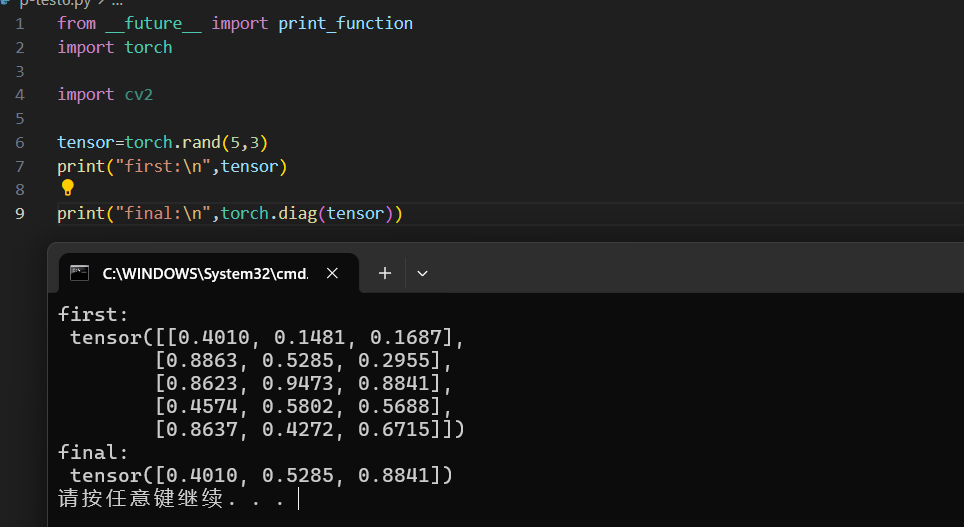 p-test6.py > ...
1 from __future__ import print_function
2 import torch
3
4 import cv2
5
6 tensor=torch.rand(5,3)
7 print("first:\n",tensor)
8
9 print("final:\n",torch.diag(tensor))
C:\WINDOWS\System32\cmd.
first:
 tensor([[0.4010, 0.1481, 0.1687],
        [0.8863, 0.5285, 0.2955],
        [0.8623, 0.9473, 0.8841],
        [0.4574, 0.5802, 0.5688],
        [0.8637, 0.4272, 0.6715]])
final:
 tensor([0.4010, 0.5285, 0.8841])
请按任意键继续. . .